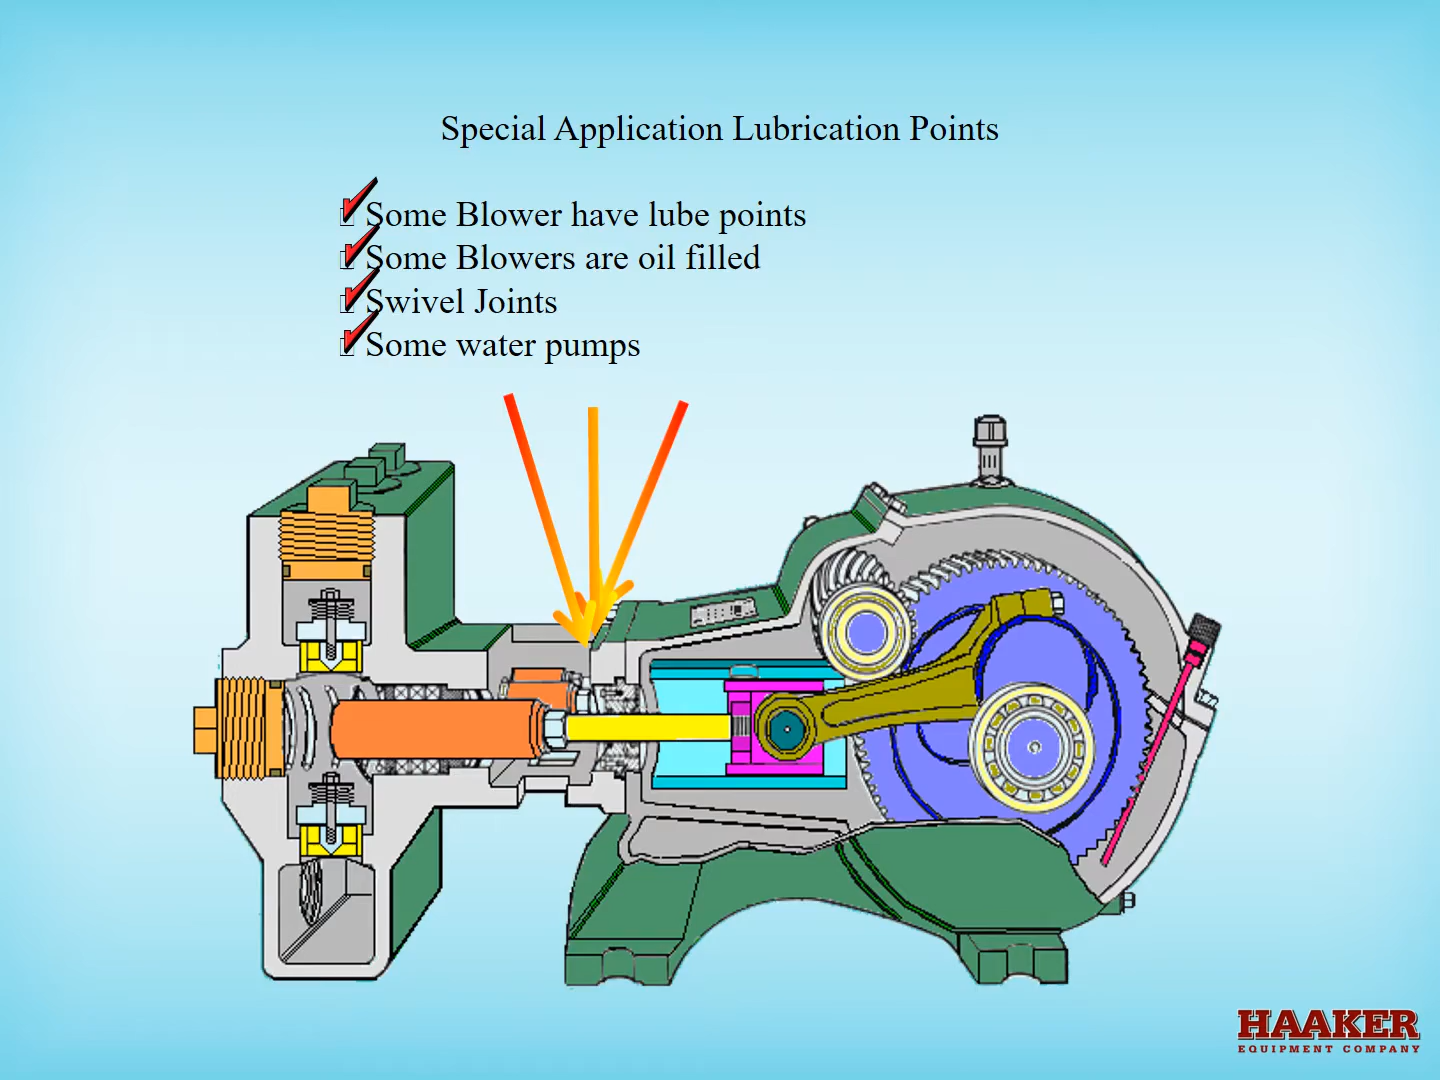 Special Application Lubrication Points
Some Blower have lube points
Some Blowers are oil filled
Swivel Joints
Some water pumps
HAAKER
EQUIPMENT COMPANY